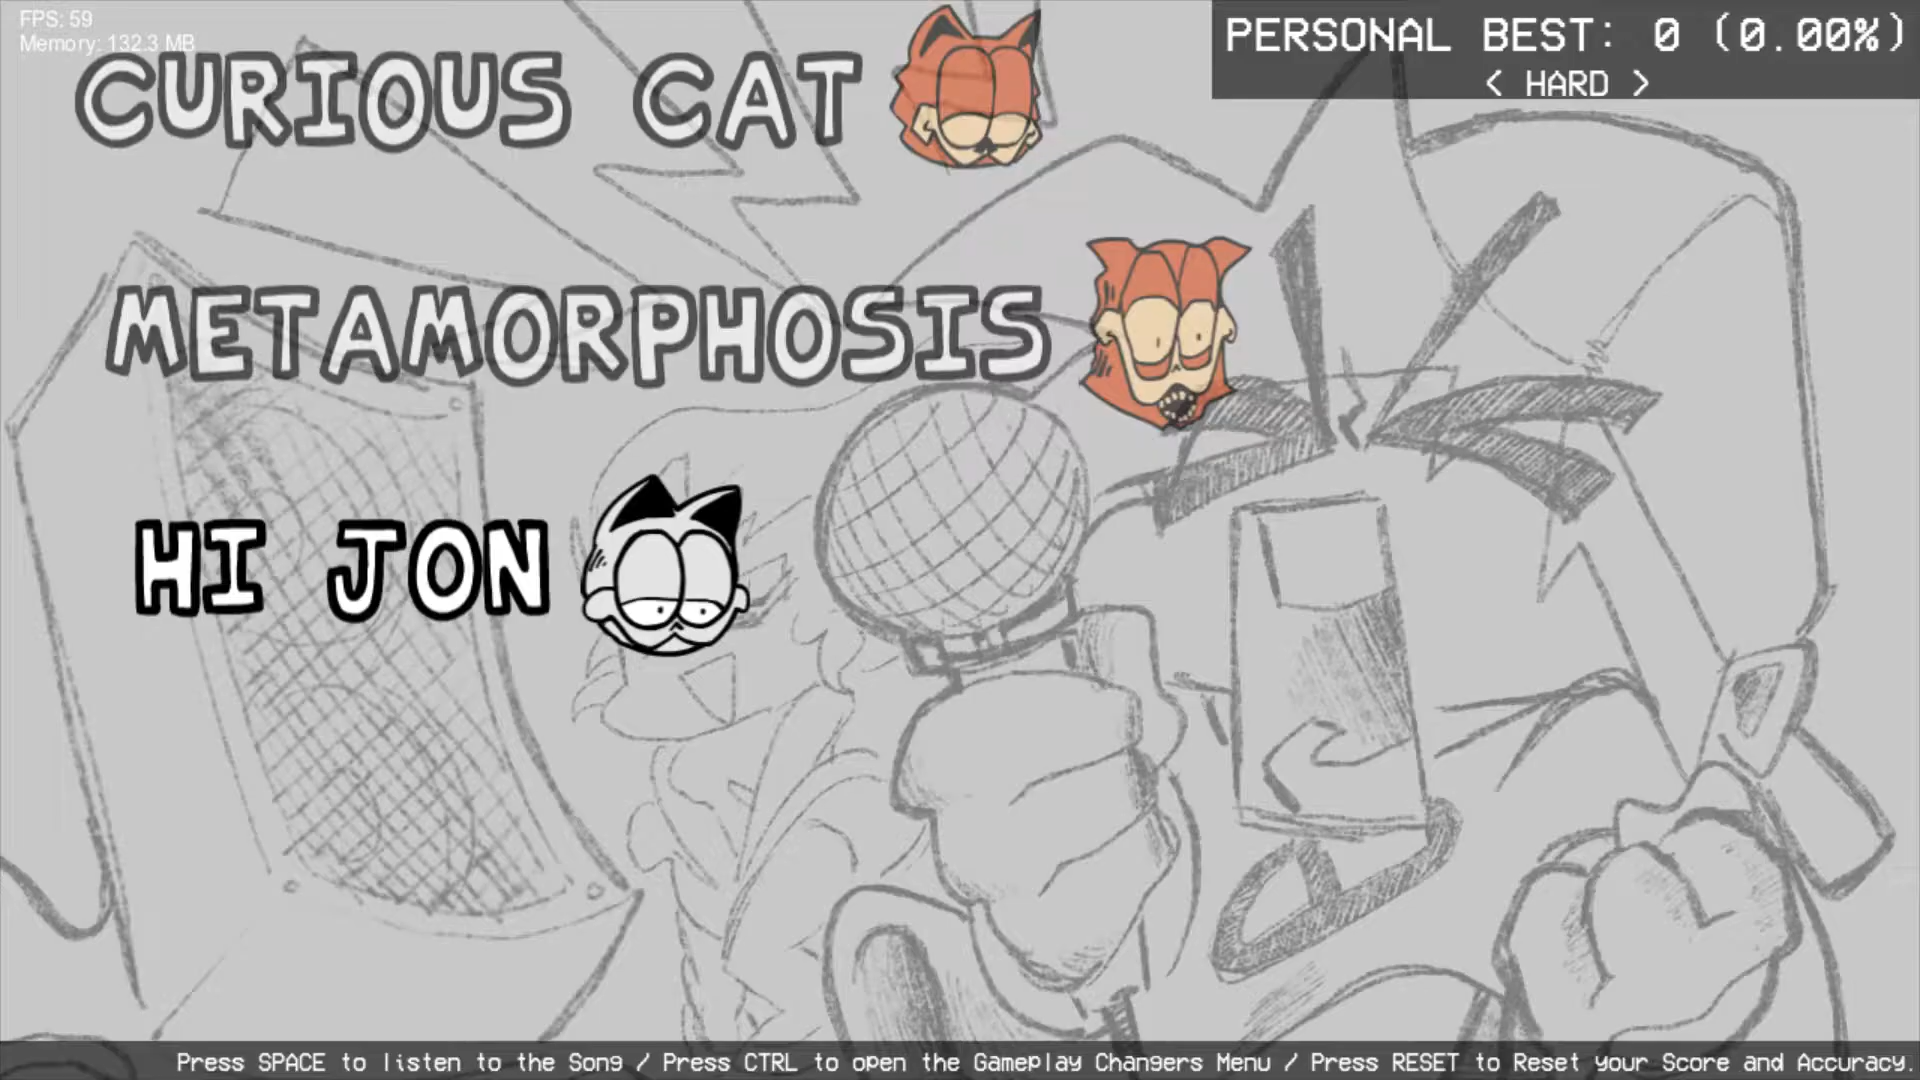 FPS: 59
Memory: 132.3 MB
PERSONAL BEST: 0 (0.00%)
< HARD >
CURIOUS CAT
METAMORPHOSIS
HI JON
Press SPACE to listen to the Song / Press CTRL to open the Gameplay Changers Menu / Press RESET to Reset your Score and Accuracy.